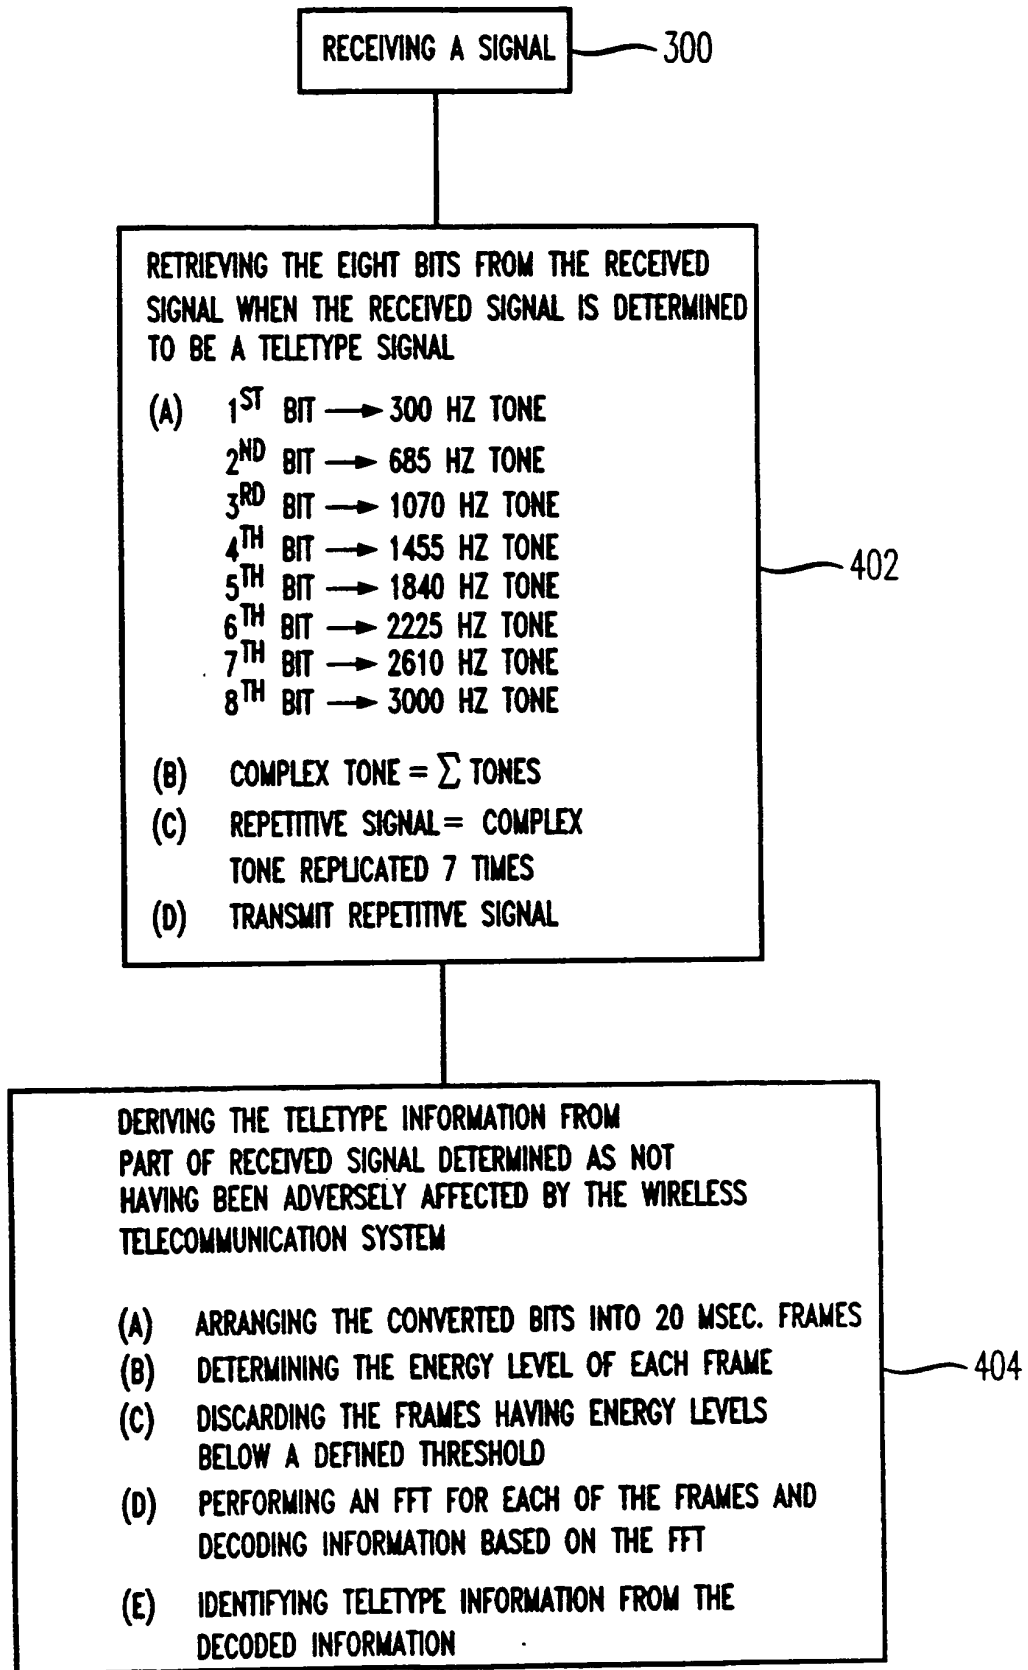 RECEIVING A SIGNAL
300
RETRIEVING THE EIGHT BITS FROM THE RECEIVED
SIGNAL WHEN THE RECEIVED SIGNAL IS DETERMINED
TO BE A TELETYPE SIGNAL
(A) 1ST BIT → 300 HZ TONE
2ND BIT → 685 HZ TONE
3RD BIT → 1070 HZ TONE
4TH BIT → 1455 HZ TONE
5TH BIT → 1840 HZ TONE
6TH BIT → 2225 HZ TONE
7TH BIT → 2610 HZ TONE
8TH BIT → 3000 HZ TONE
402
(B) COMPLEX TONE = ∑ TONES
(C) REPETITIVE SIGNAL = COMPLEX
TONE REPLICATED 7 TIMES
(D) TRANSMIT REPETITIVE SIGNAL
DERIVING THE TELETYPE INFORMATION FROM
PART OF RECEIVED SIGNAL DETERMINED AS NOT
HAVING BEEN ADVERSELY AFFECTED BY THE WIRELESS
TELECOMMUNICATION SYSTEM
(A) ARRANGING THE CONVERTED BITS INTO 20 MSEC. FRAMES
(B) DETERMINING THE ENERGY LEVEL OF EACH FRAME
404
(C) DISCARDING THE FRAMES HAVING ENERGY LEVELS
BELOW A DEFINED THRESHOLD
(D) PERFORMING AN FFT FOR EACH OF THE FRAMES AND
DECODING INFORMATION BASED ON THE FFT
(E) IDENTIFYING TELETYPE INFORMATION FROM THE
DECODED INFORMATION